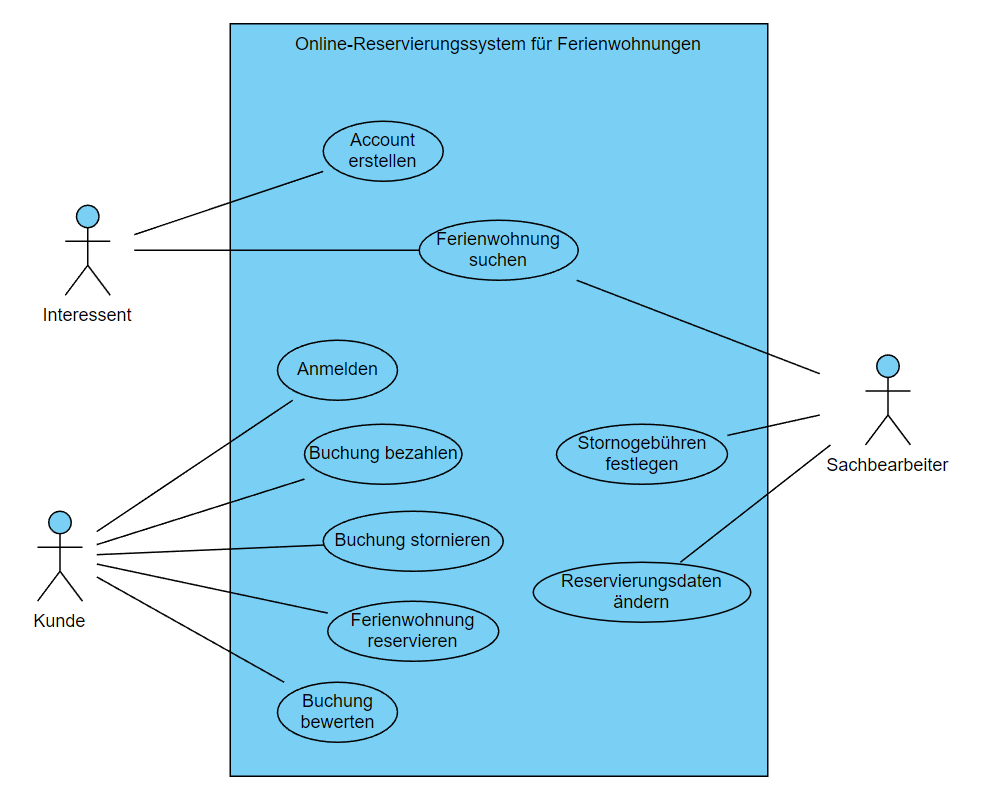 Online-Reservierungssystem für Ferienwohnungen
Account
erstellen
Ferienwohnung
suchen
Interessent
Anmelden
Buchung bezahlen
Stornogebühren
festlegen
Sachbearbeiter
Buchung stornieren
Reservierungsdaten
ändern
Kunde
Ferienwohnung
reservieren
Buchung
bewerten